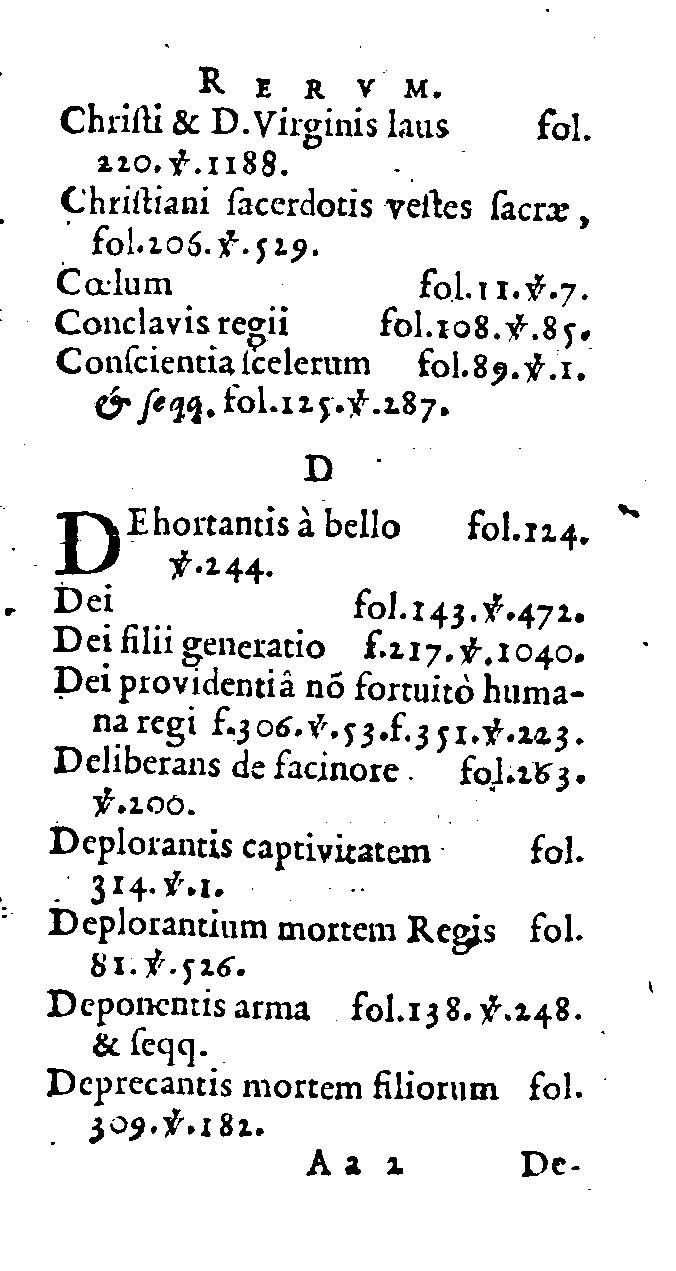 RERVM.
Chriſti & D.Virginis laus fol.
220.℣.1188.
Chriſtiani ſacerdotis veſtes ſacræ,
fol.206.℣.529.
Cœlum fol.11.℣.7.
Conclavis regii fol.108.℣.85.
Conſcientia ſcelerum fol.89.℣.1.
& ſeqq. fol.125.℣.287.
D
DEhortantis à bello fol.124.
℣.244.
Dei fol.143.℣.472.
Dei filii generatio f.217.℣.1040.
Dei providentiâ nō fortuitò huma-
na regi f.306.℣.53.f.351.℣.223.
Deliberans de facinore. fol.263.
℣.200.
Deplorantis captivitatem fol.
314.℣.1.
Deplorantium mortem Regis fol.
81.℣.526.
Deponentis arma fol.138.℣.248.
& ſeqq.
Deprecantis mortem filiorum fol.
309.℣.182.
A a 2 De-